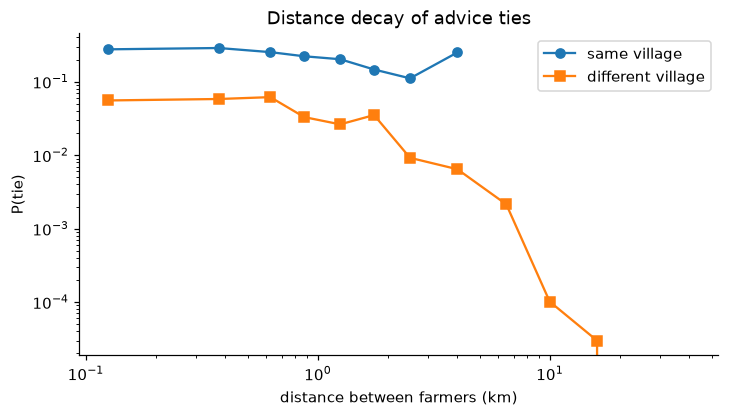 Distance decay of advice ties
same village
different village
P(tie)
10⁻¹
10⁻²
10⁻³
10⁻⁴
10⁻¹ 10⁰ 10¹
distance between farmers (km)